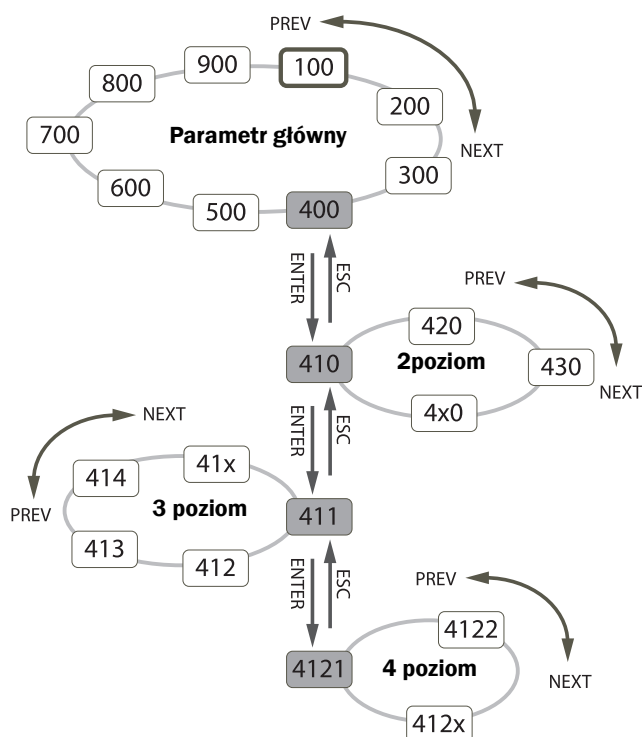 PREV
900
100
800
200
700
Parametr główny
NEXT
300
600
500
400
ENTER
ESC
PREV
420
410
2poziom
430
NEXT
4x0
ENTER
ESC
NEXT
41x
414
3 poziom
411
PREV
413
412
ENTER
ESC
PREV
4122
4121
4 poziom
NEXT
412x